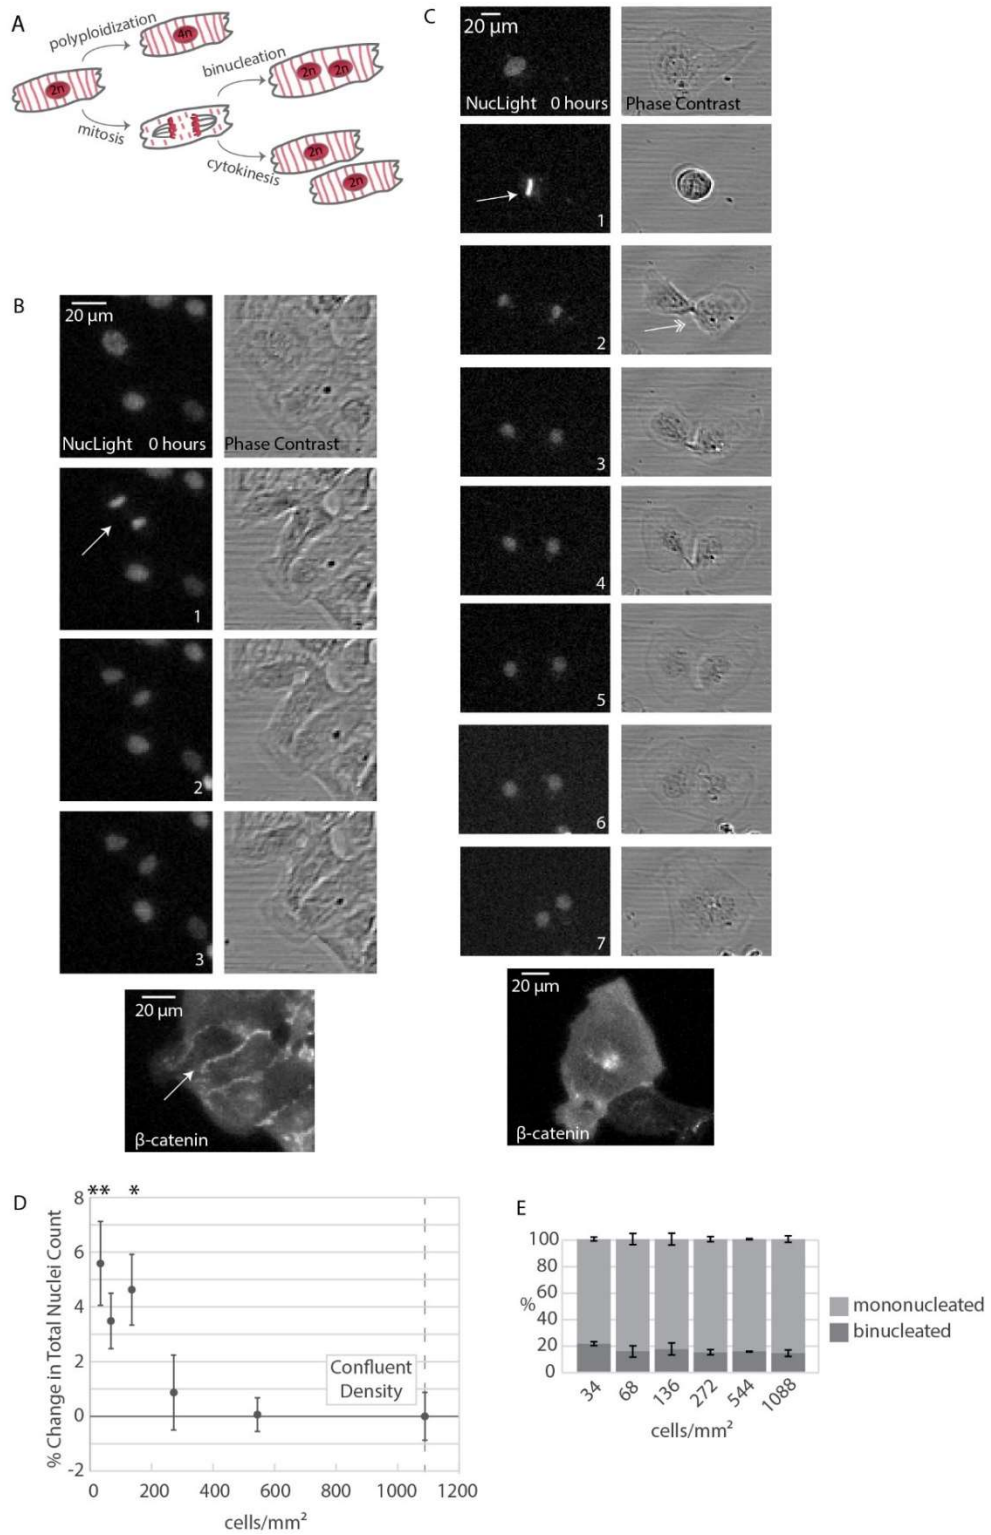 A
polyploidization
4n
2n
mitosis
binucleation
2n 2n
cytokinesis
2n
2n
B
20 µm
NucLight 0 hours
Phase Contrast
1
2
3
20 µm
β-catenin
C
20 µm
NucLight 0 hours
Phase Contrast
1
2
3
4
5
6
7
20 µm
β-catenin
D
** *
% Change in Total Nuclei Count
8
6
4
2
0
-2
Confluent
Density
0 200 400 600 800 1000 1200
cells/mm²
E
100
80
60
40
20
0
%
34 68 136 272 544 1088
cells/mm²
mononucleated
binucleated